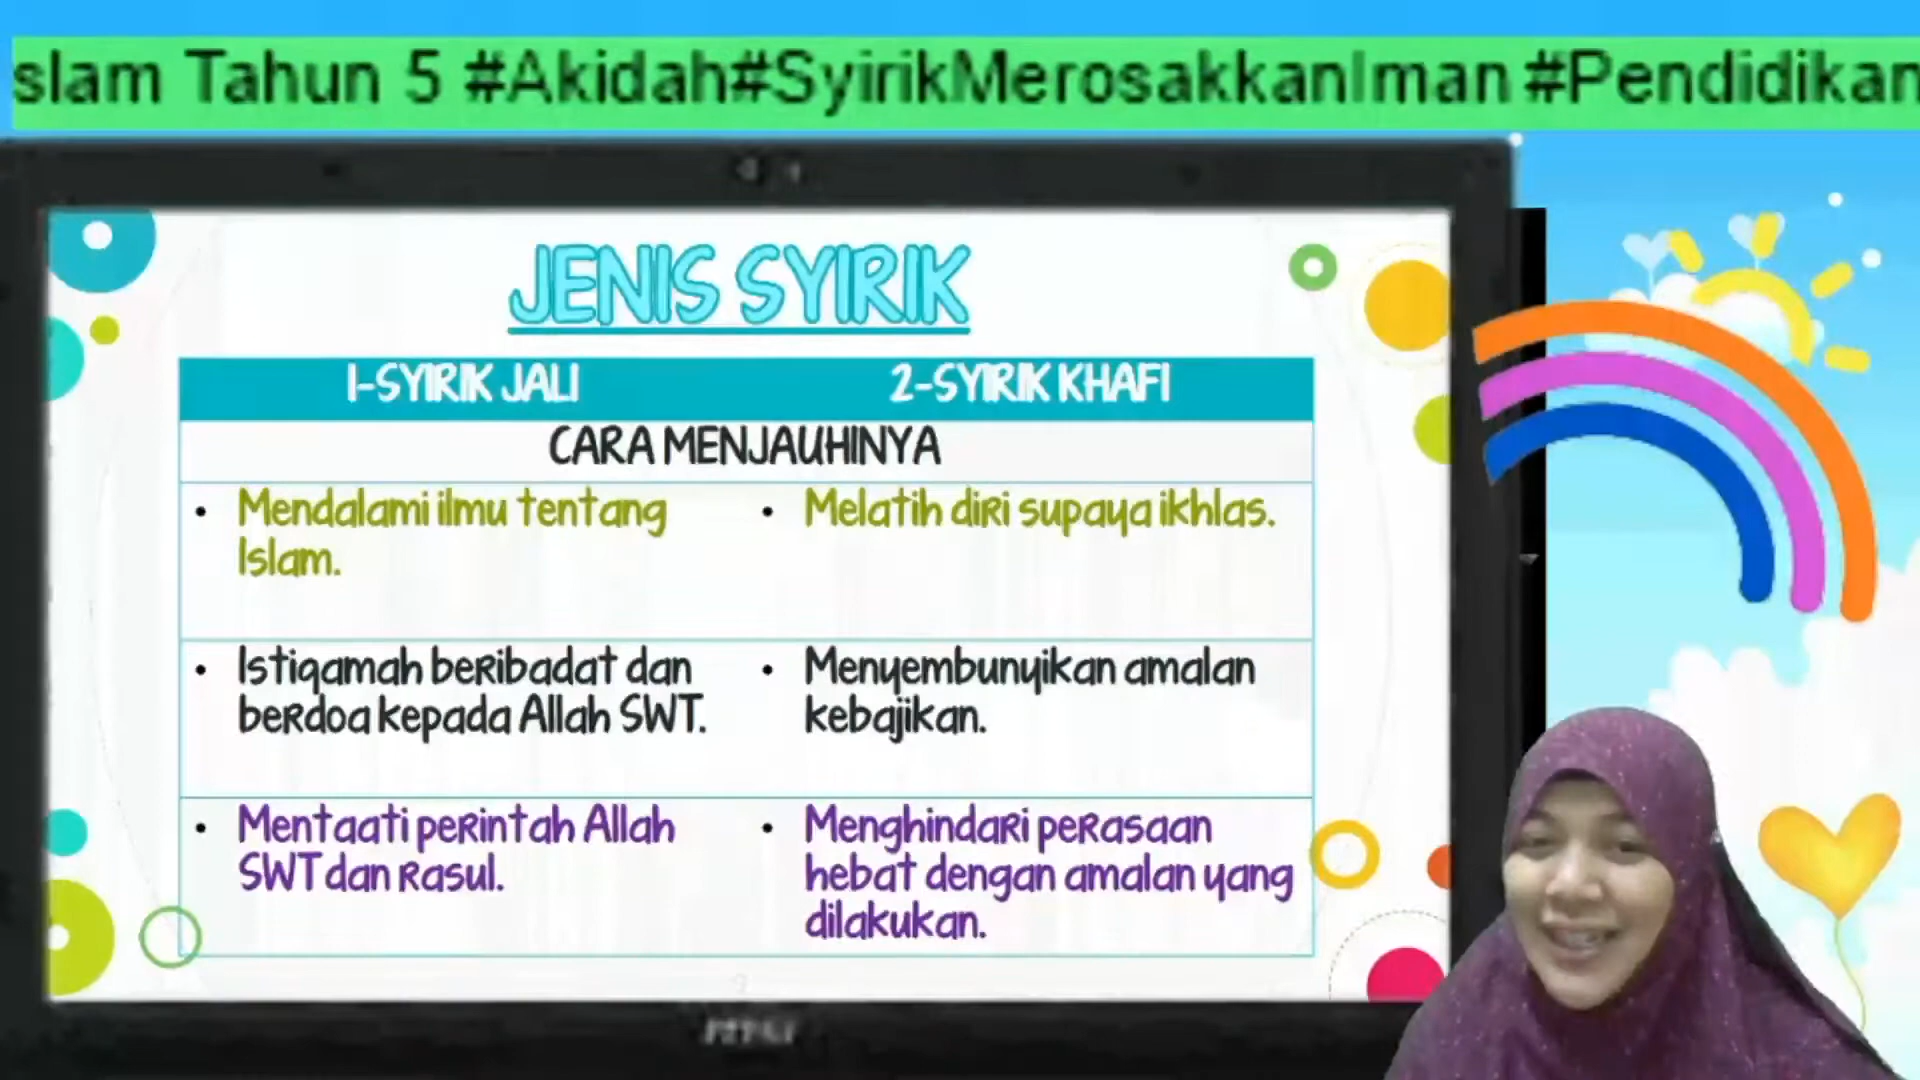 slam Tahun 5 #Akidah#SyirikMerosakkanIman #Pendidikan
JENIS SYIRIK
1-SYIRIK JALI
2-SYIRIK KHAFI
CARA MENJAUHINYA
• Mendalami ilmu tentang
Islam.
• Melatih diri supaya ikhlas.
• Istiqamah beribadat dan
berdoa kepada Allah SWT.
• Menyembunyikan amalan
kebajikan.
• Mentaati perintah Allah
SWT dan Rasul.
• Menghindari perasaan
hebat dengan amalan yang
dilakukan.